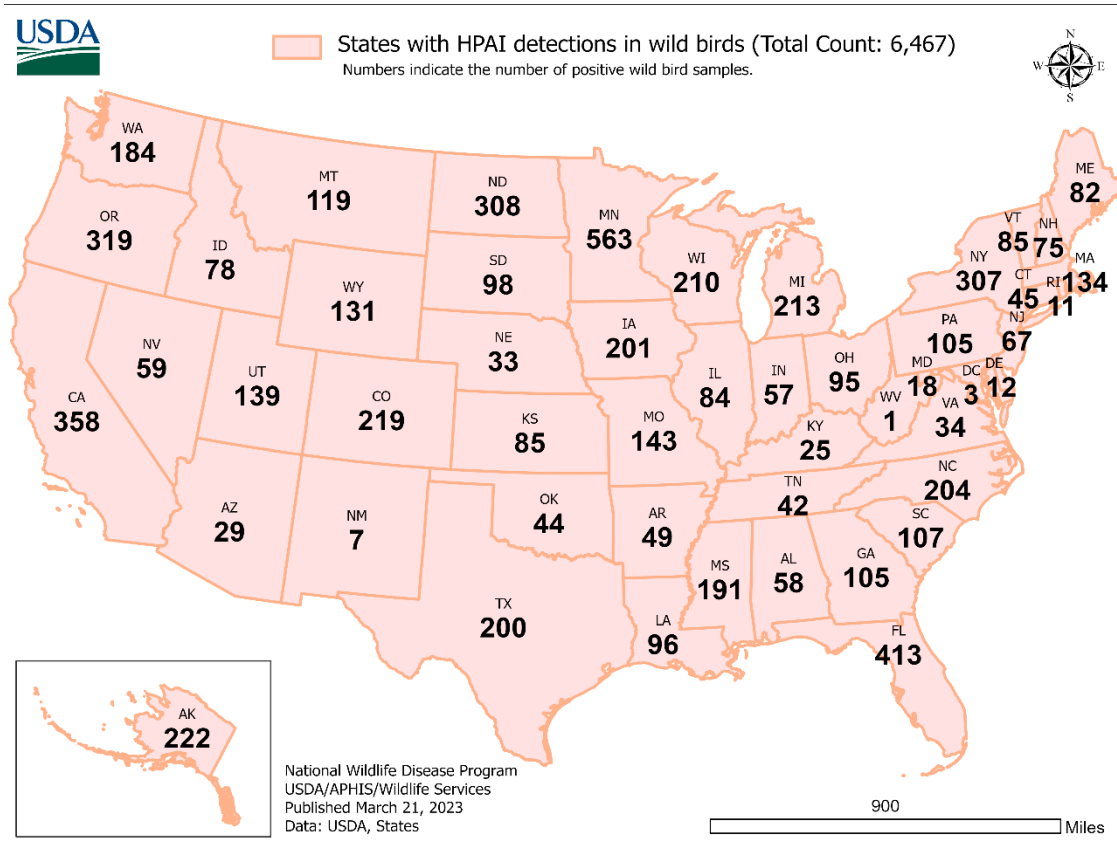 USDA
States with HPAI detections in wild birds (Total Count: 6,467)
Numbers indicate the number of positive wild bird samples.
N
W
E
S
WA
184
MT
119
ND
308
MN
563
ME
82
OR
319
ID
78
SD
98
WI
210
MI
213
NY
307
VT
85
NH
75
MA
134
CT
45
RI
11
WY
131
NE
33
IA
201
PA
105
NJ
67
NV
59
UT
139
CO
219
IL
84
IN
57
OH
95
MD
18
DC
3
DE
12
CA
358
KS
85
MO
143
WV
1
VA
34
KY
25
AZ
29
NM
7
OK
44
AR
49
TN
42
NC
204
SC
107
MS
191
AL
58
GA
105
TX
200
LA
96
FL
413
AK
222
National Wildlife Disease Program
USDA/APHIS/Wildlife Services
Published March 21, 2023
Data: USDA, States
900
Miles